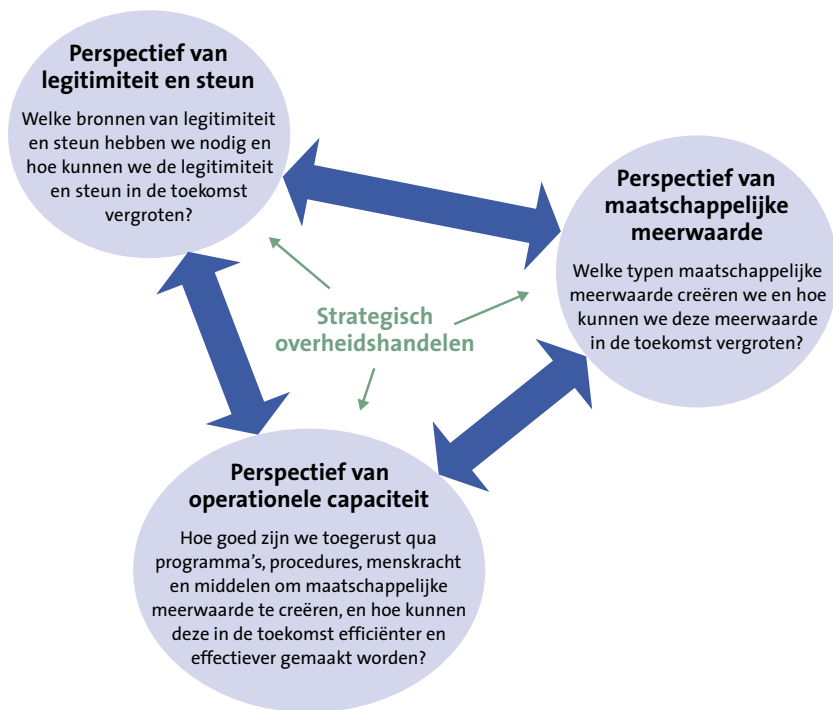 Perspectief van
legitimiteit en steun
Welke bronnen van legitimiteit
en steun hebben we nodig en
hoe kunnen we de legitimiteit
en steun in de toekomst
vergroten?
Perspectief van
maatschappelijke
meerwaarde
Welke typen maatschappelijke
meerwaarde creëren we en hoe
kunnen we deze meerwaarde
in de toekomst vergroten?
Strategisch
overheidshandelen
Perspectief van
operationele capaciteit
Hoe goed zijn we toegerust qua
programma's, procedures, menskracht
en middelen om maatschappelijke
meerwaarde te creëren, en hoe kunnen
deze in de toekomst efficiënter en
effectiever gemaakt worden?